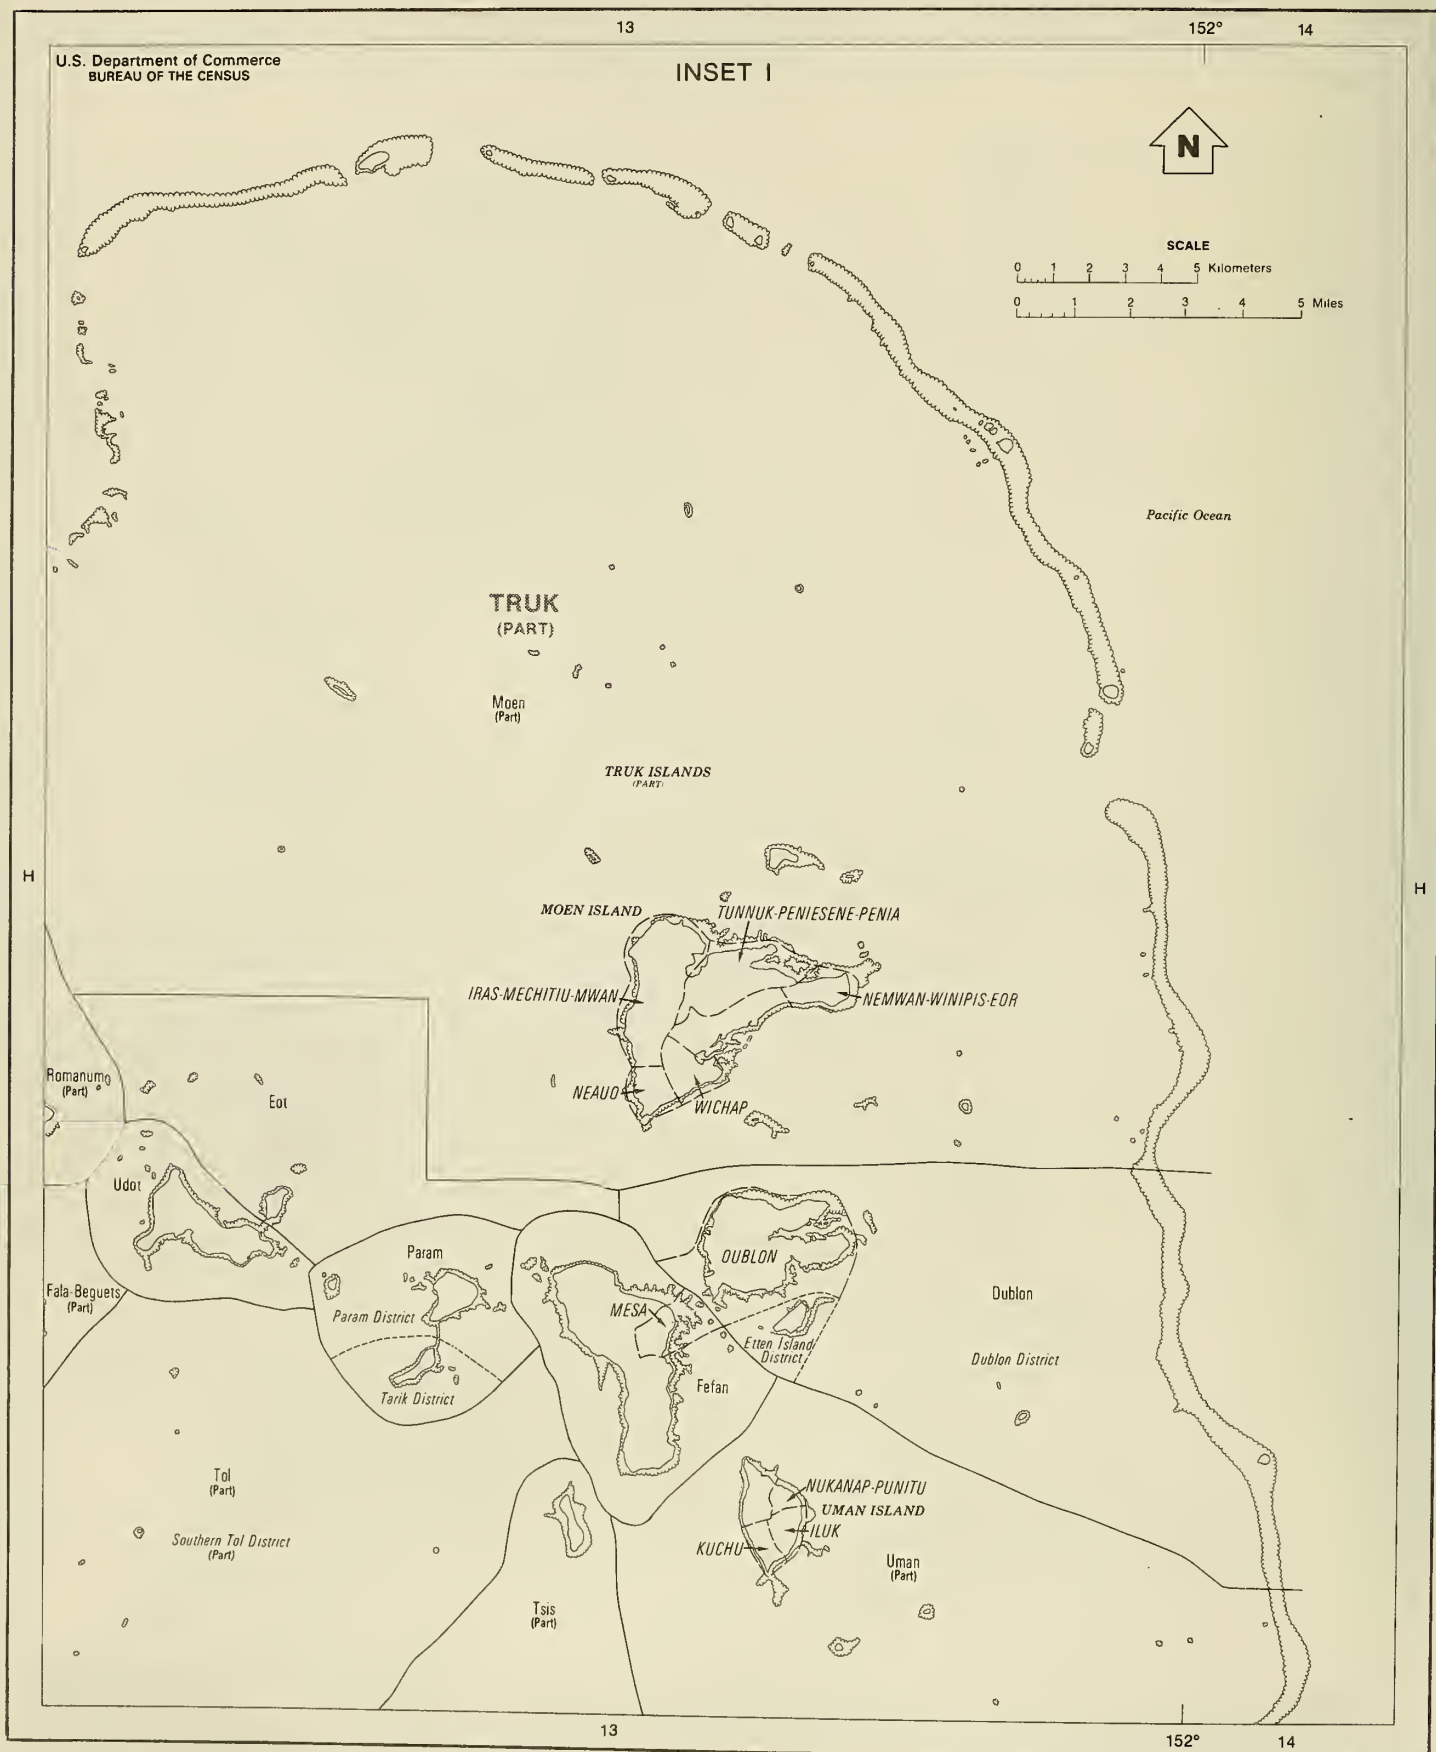 13
152°
14
U.S. Department of Commerce
BUREAU OF THE CENSUS
INSET I
N
SCALE
0 1 2 3 4 5 Kilometers
0 1 2 3 4 5 Miles
Pacific Ocean
TRUK
(PART)
Moen
(Part)
TRUK ISLANDS
(PART)
H
H
MOEN ISLAND
TUNNUK-PENIESENE-PENIA
IRAS-MECHITIU-MWAN
NEMWAN-WINIPIS-EOR
NEAUO
WICHAP
Romanum
(Part)
Eot
Udot
Param
OUBLON
Fala-Beguets
(Part)
Param District
MESA
Dublon
Etten Island
District
Dublon District
Tarik District
Fefan
Tol
(Part)
NUKANAP-PUNITU
UMAN ISLAND
ILUK
KUCHU
Southern Tol District
(Part)
Uman
(Part)
Tsis
(Part)
13
152°
14